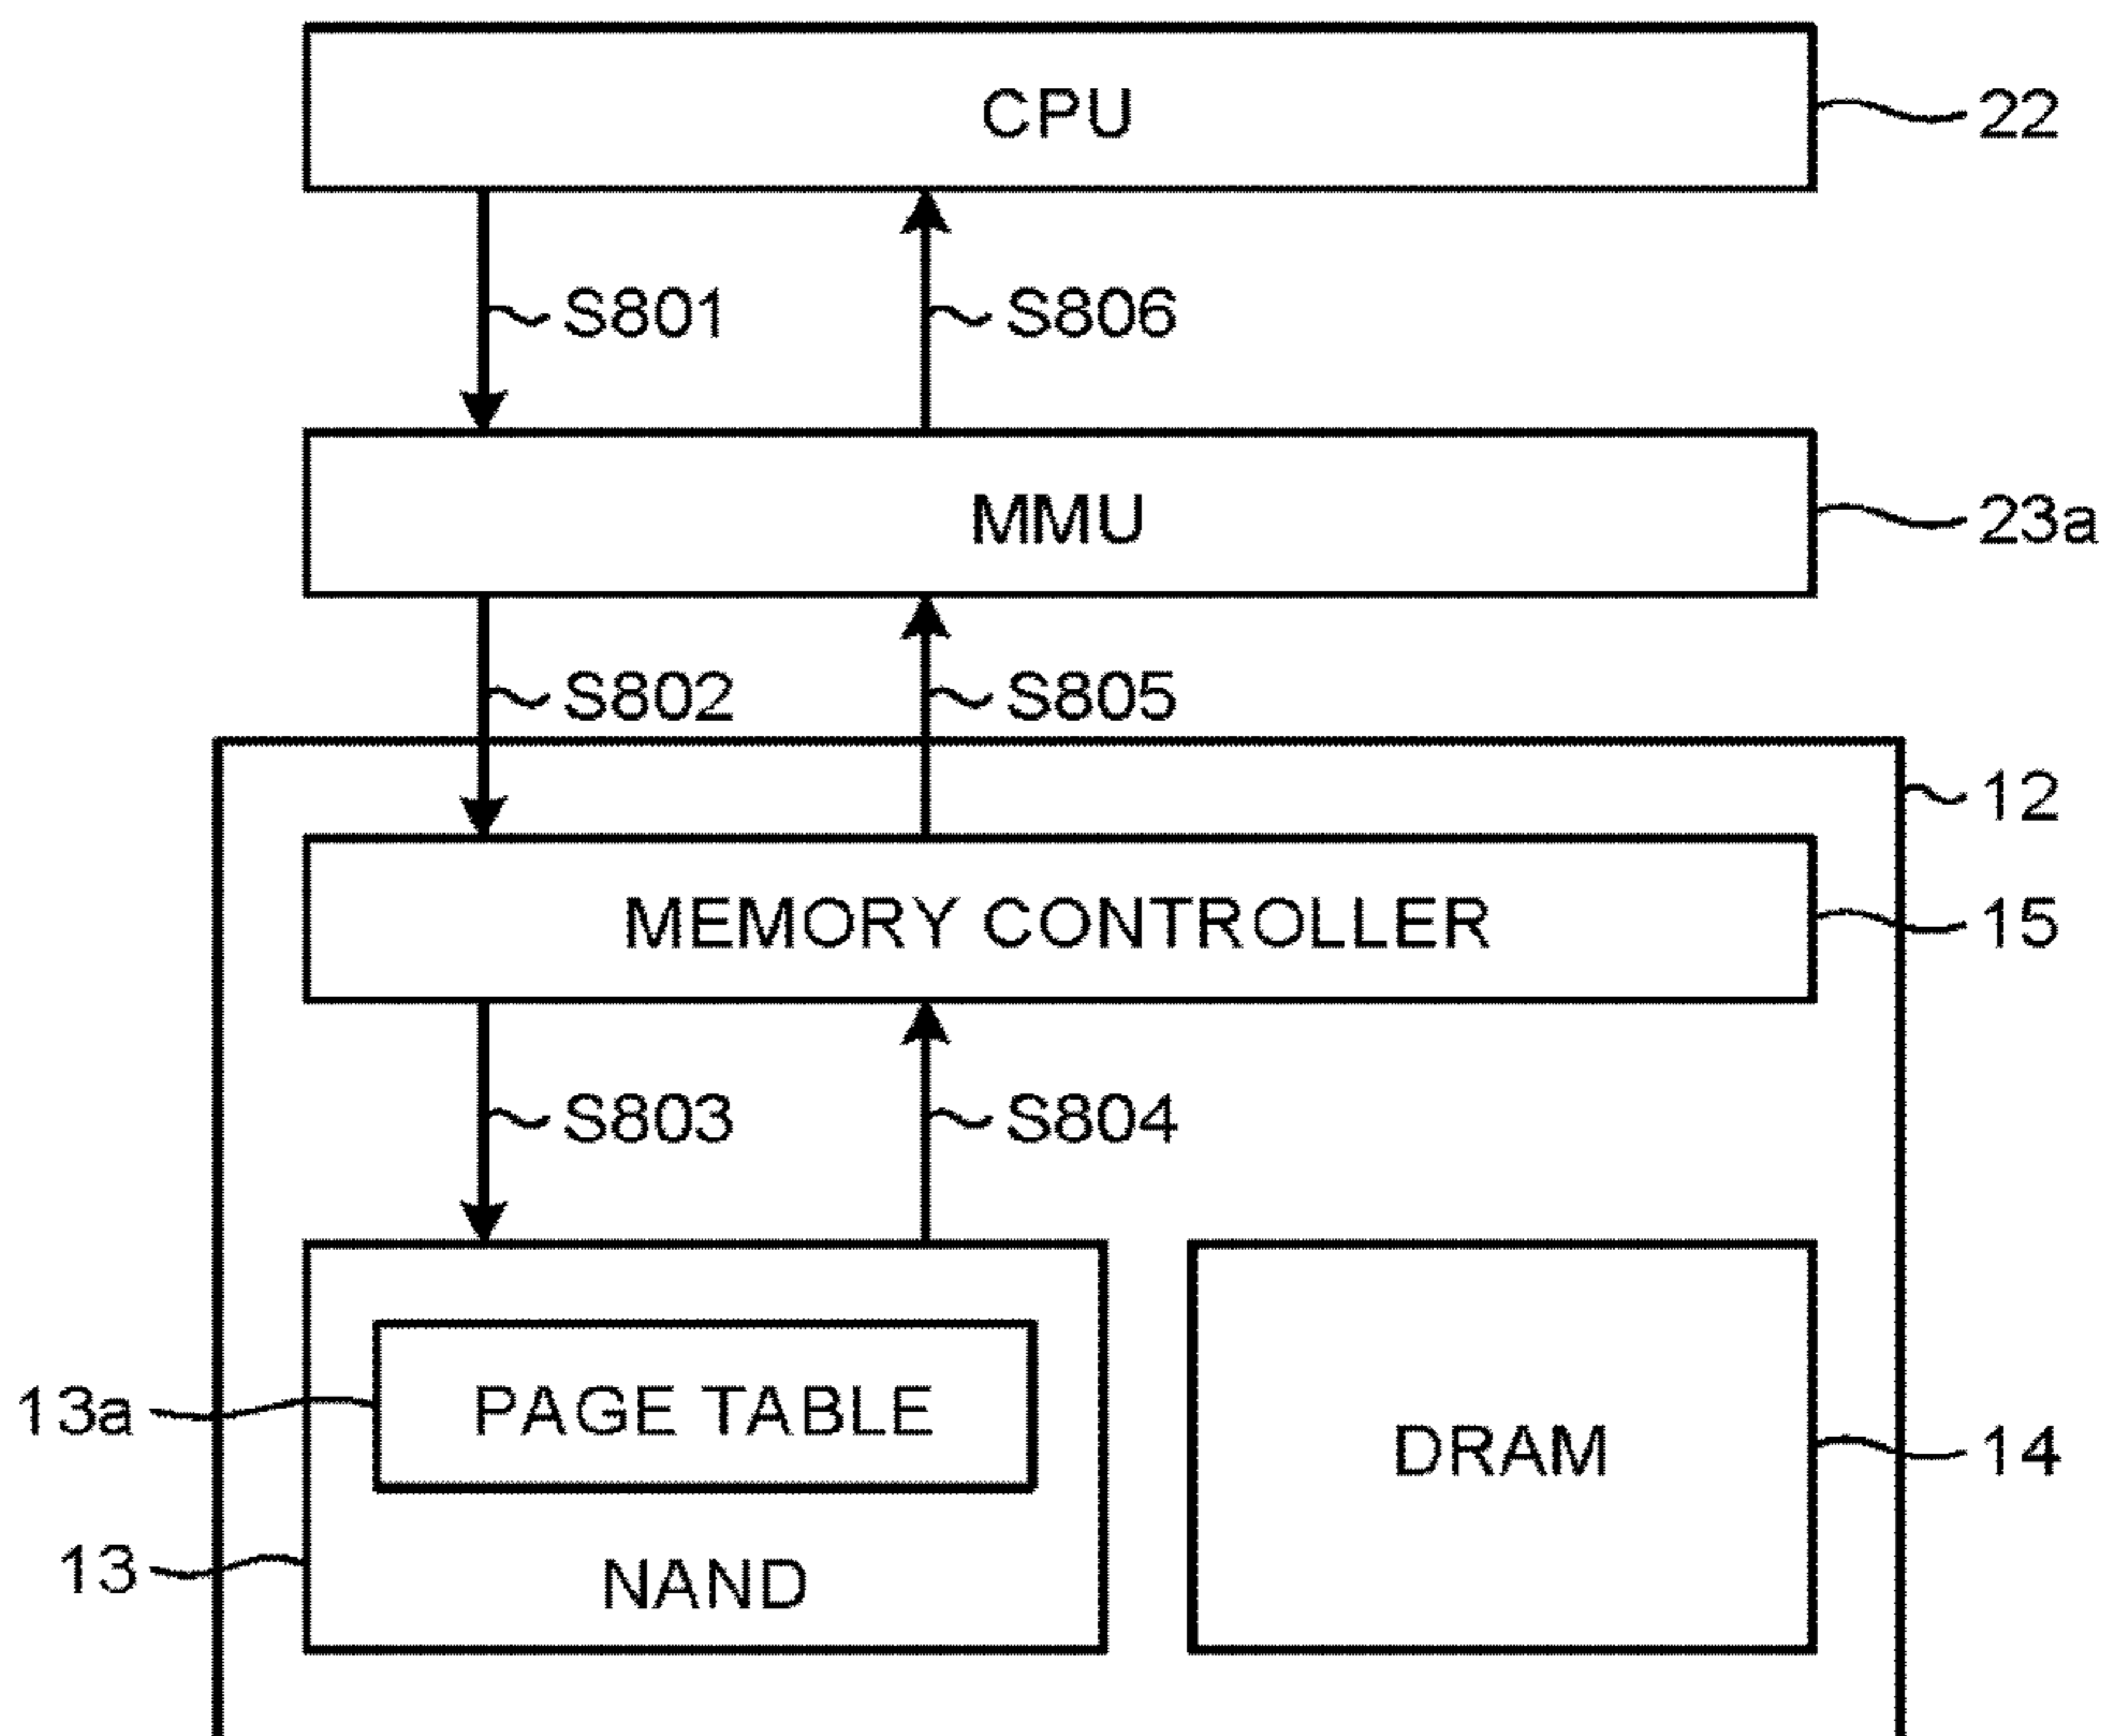 CPU
22
S801
S806
MMU
23a
S802
S805
12
MEMORY CONTROLLER
15
S803
S804
13a
PAGE TABLE
DRAM
14
13
NAND